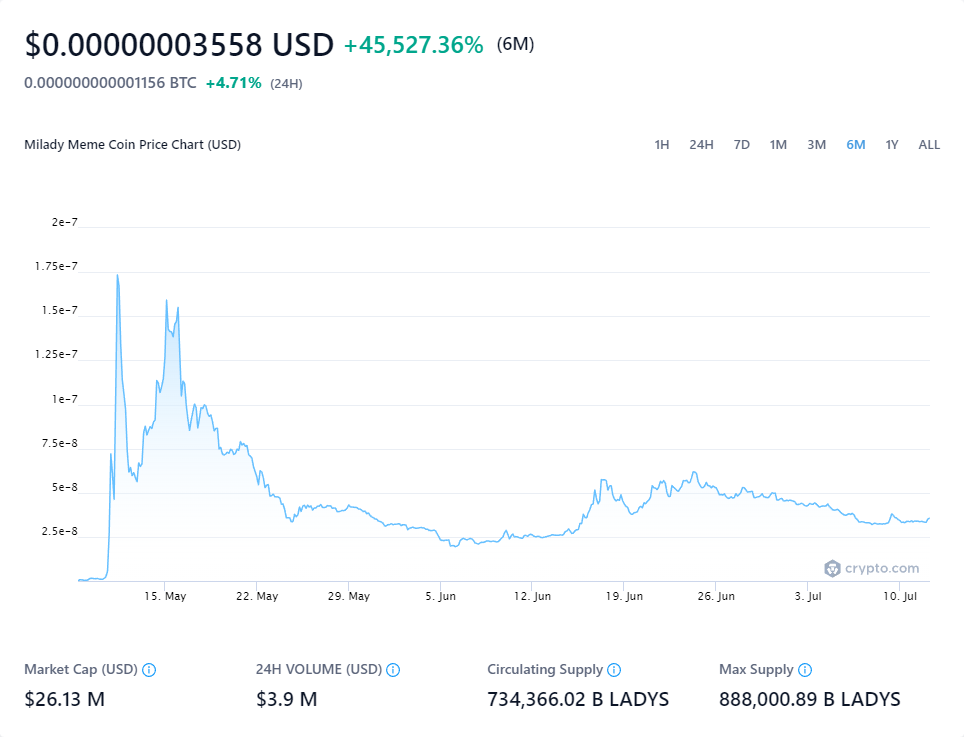 $0.00000003558 USD +45,527.36% (6M)
0.000000000001156 BTC +4.71% (24H)
Milady Meme Coin Price Chart (USD) 1H 24H 7D 1M 3M 6M 1Y ALL
2e-7
1.75e-7
1.5e-7
1.25e-7
1e-7
7.5e-8
5e-8
2.5e-8
crypto.com
15. May 22. May 29. May 5. Jun 12. Jun 19. Jun 26. Jun 3. Jul 10. Jul
Market Cap (USD) 24H VOLUME (USD) Circulating Supply Max Supply
$26.13 M $3.9 M 734,366.02 B LADYS 888,000.89 B LADYS